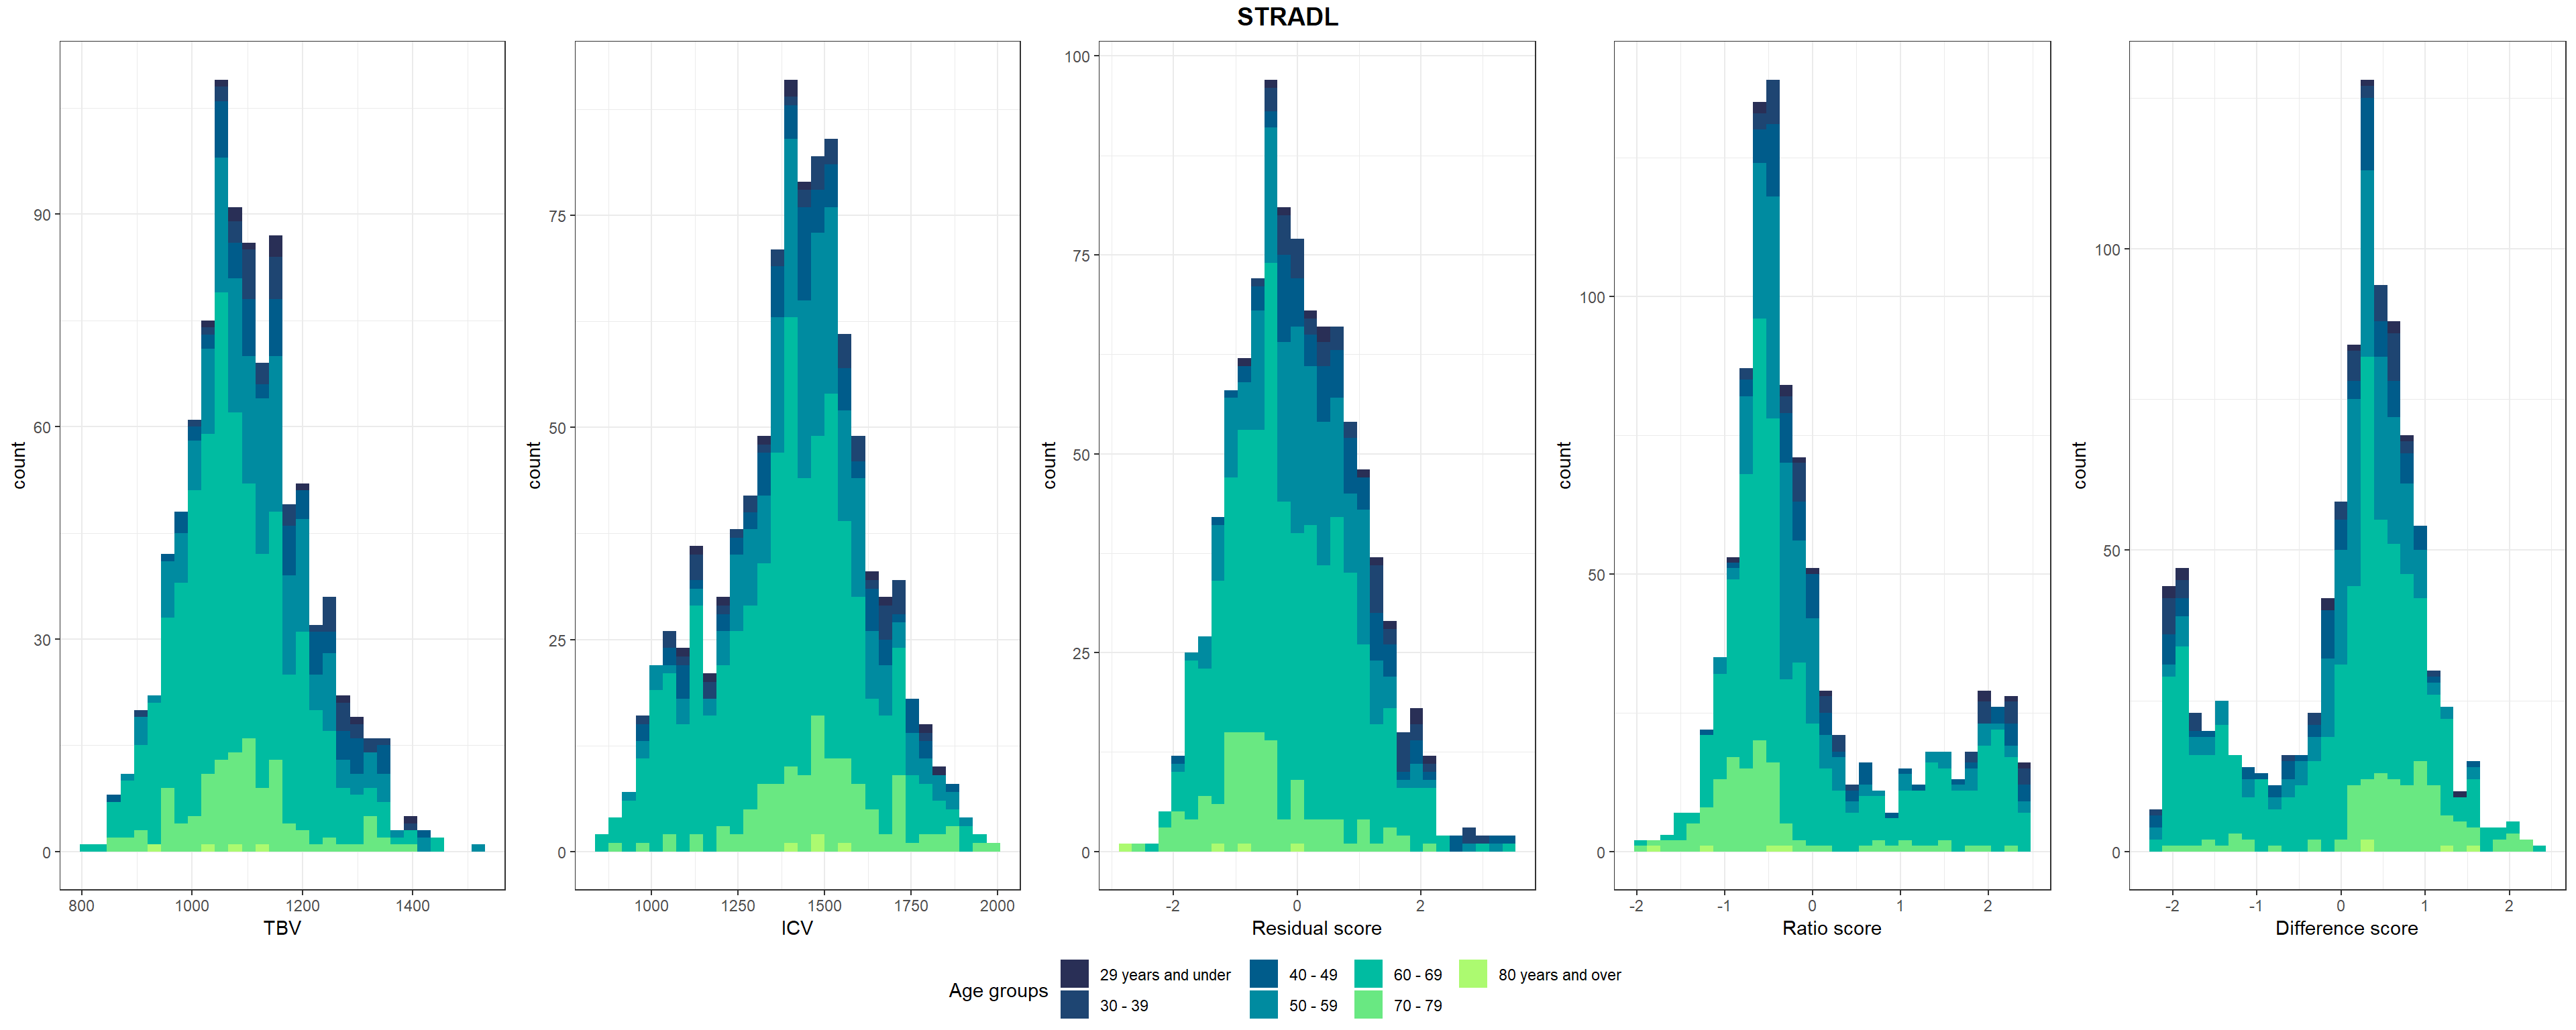 STRADL
count
90
60
30
0
800 1000 1200 1400
TBV
count
75
50
25
0
1000 1250 1500 1750 2000
ICV
count
100
75
50
25
0
-2 0 2
Residual score
count
100
50
0
-2 -1 0 1 2
Ratio score
count
100
50
0
-2 -1 0 1 2
Difference score
Age groups
29 years and under 40 - 49 60 - 69 80 years and over
30 - 39 50 - 59 70 - 79